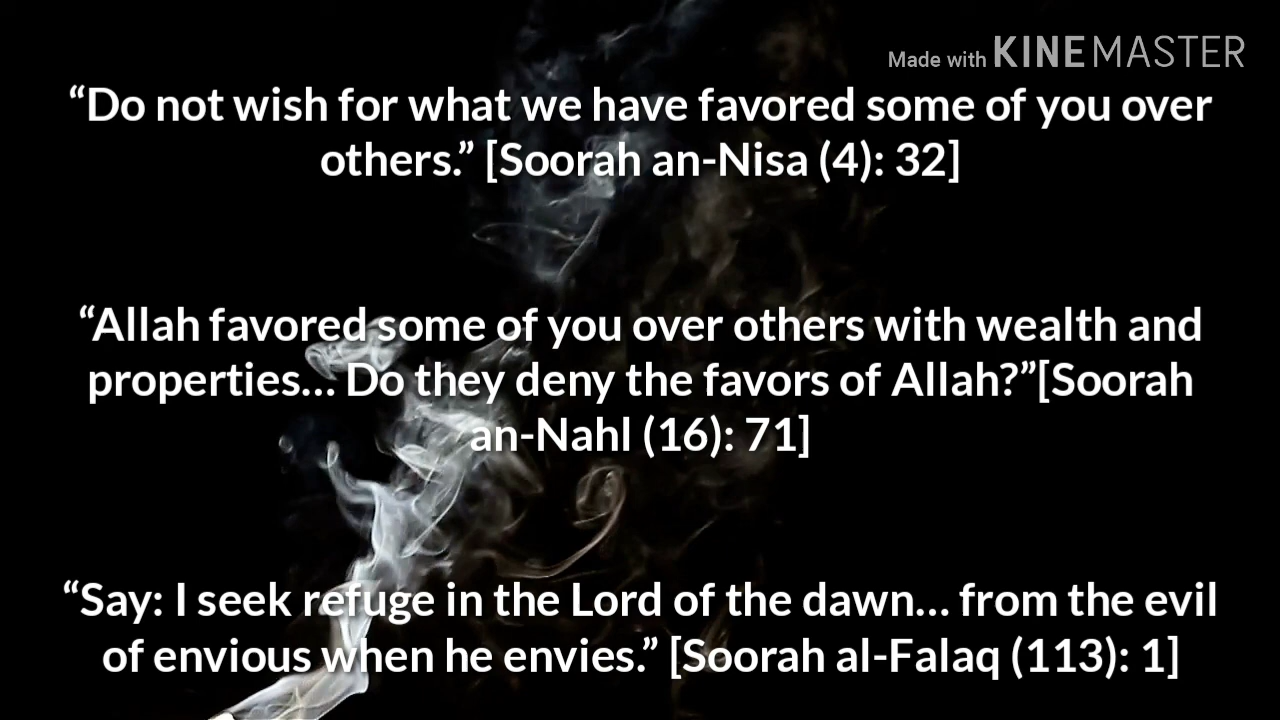 Made with KINEMASTER
“Do not wish for what we have favored some of you over
others.” [Soorah an-Nisa (4): 32]
“Allah favored some of you over others with wealth and
properties… Do they deny the favors of Allah?”[Soorah
an-Nahl (16): 71]
“Say: I seek refuge in the Lord of the dawn… from the evil
of envious when he envies.” [Soorah al-Falaq (113): 1]